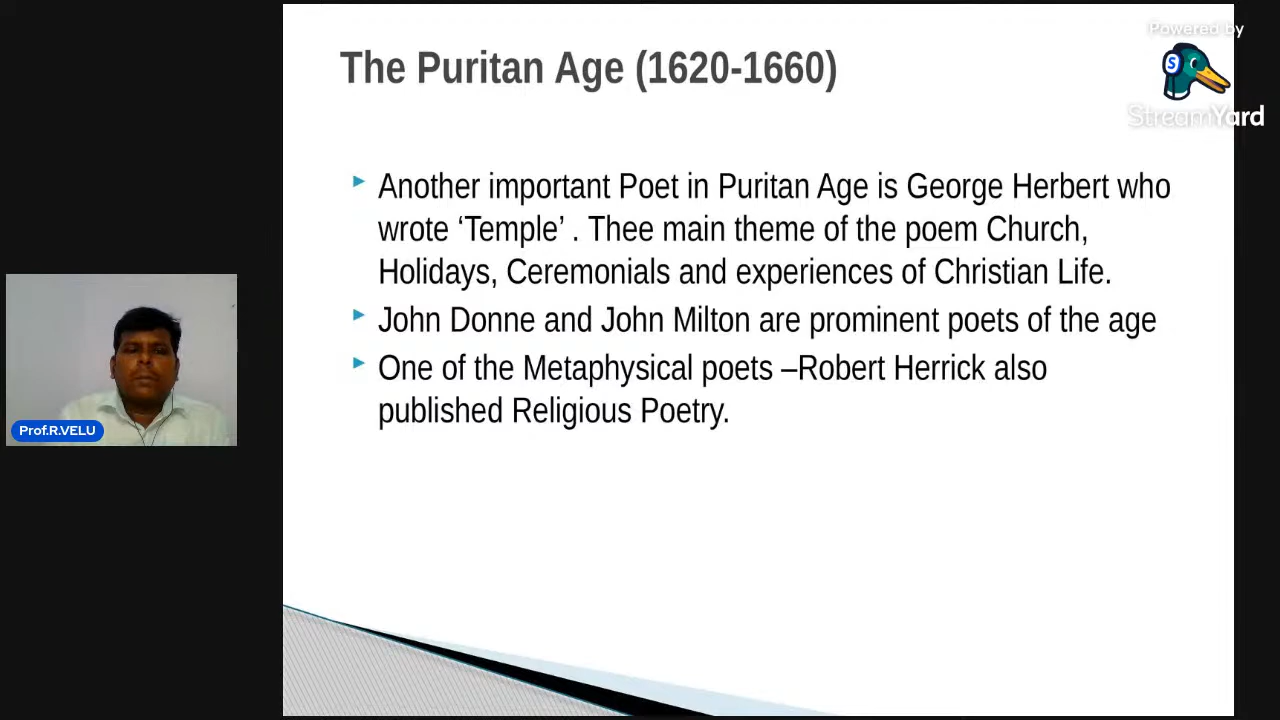 The Puritan Age (1620-1660)
Another important Poet in Puritan Age is George Herbert who
wrote ‘Temple’ . Thee main theme of the poem Church,
Holidays, Ceremonials and experiences of Christian Life.
John Donne and John Milton are prominent poets of the age
One of the Metaphysical poets –Robert Herrick also
published Religious Poetry.
Prof.R.VELU
Powered by
S
StreamYard